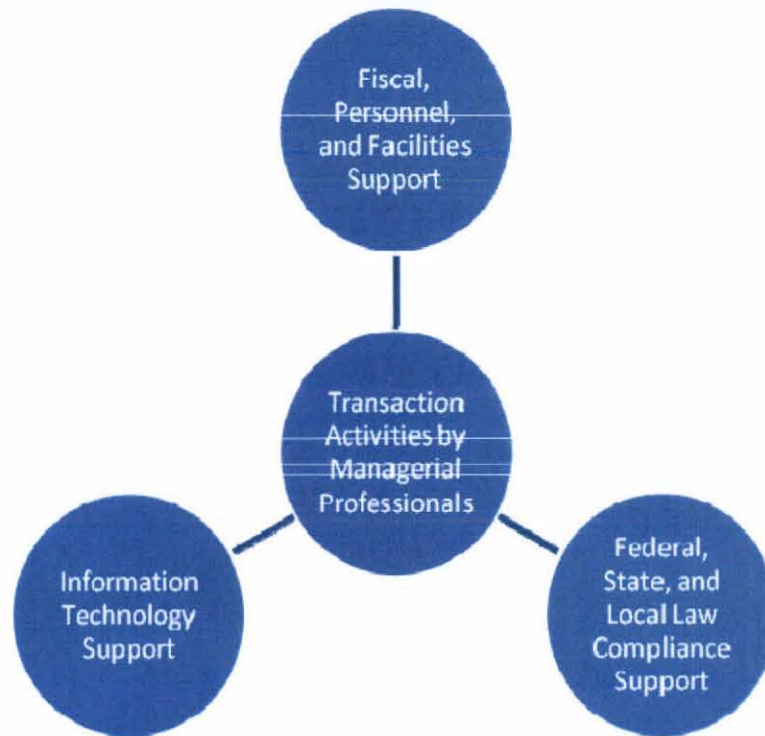 Fiscal,
Personnel,
and Facilities
Support
Transaction
Activities by
Managerial
Professionals
Information
Technology
Support
Federal,
State, and
Local Law
Compliance
Support